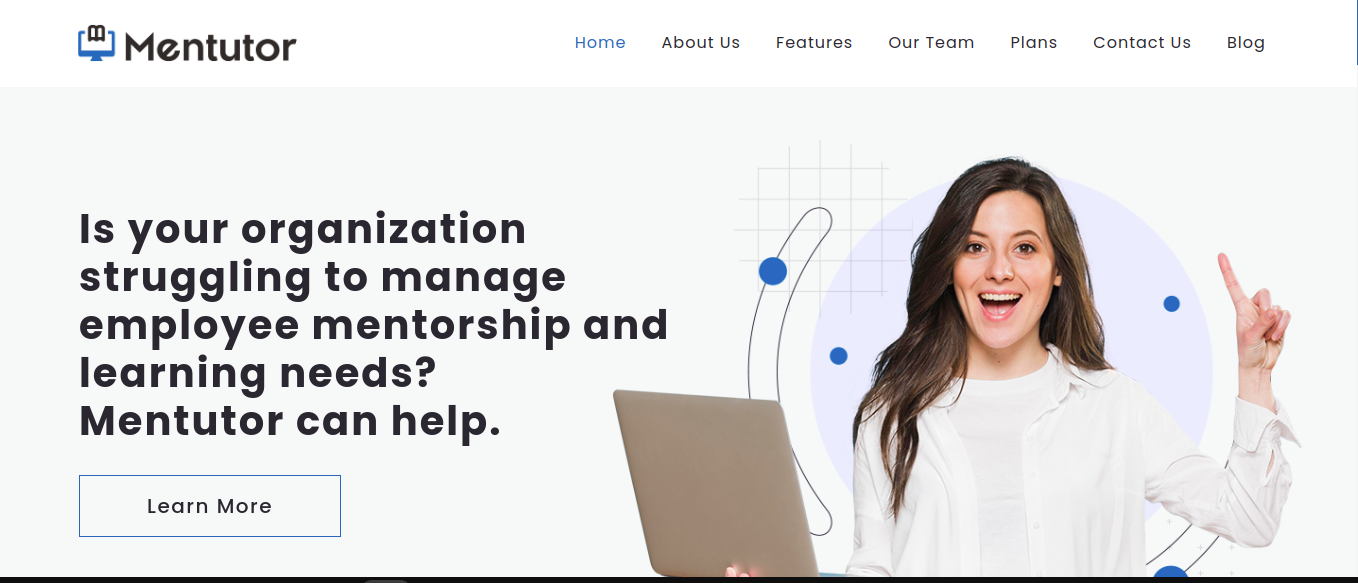 Mentutor
Home About Us Features Our Team Plans Contact Us Blog
Is your organization
struggling to manage
employee mentorship and
learning needs?
Mentutor can help.
Learn More